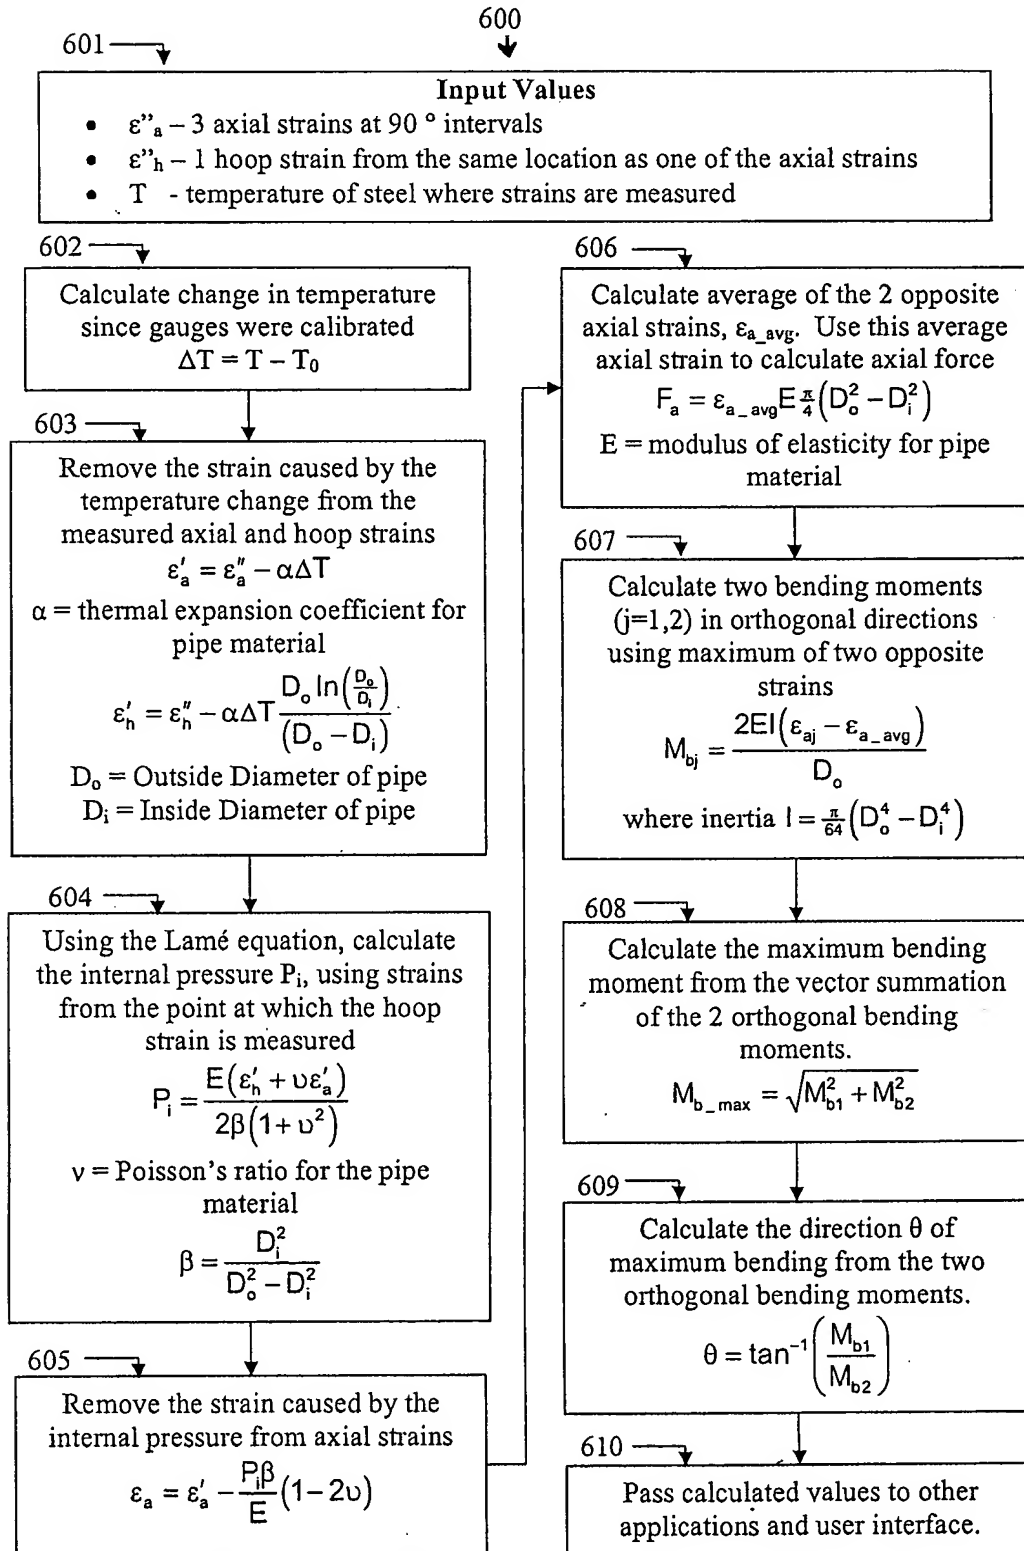 600
601
Input Values
• ε”a – 3 axial strains at 90 ° intervals
• ε”h – 1 hoop strain from the same location as one of the axial strains
• T - temperature of steel where strains are measured
602
Calculate change in temperature
since gauges were calibrated
ΔT = T – T₀
603
Remove the strain caused by the
temperature change from the
measured axial and hoop strains
ε′ₐ = ε″ₐ − αΔT
α = thermal expansion coefficient for
pipe material
ε′ₕ = ε″ₕ − αΔT Dₒ ln(Dₒ/Dᵢ) / (Dₒ − Dᵢ)
Dₒ = Outside Diameter of pipe
Dᵢ = Inside Diameter of pipe
604
Using the Lamé equation, calculate
the internal pressure Pᵢ, using strains
from the point at which the hoop
strain is measured
Pᵢ = E(ε′ₕ + υε′ₐ) / 2β(1 + υ²)
ν = Poisson’s ratio for the pipe
material
β = Dᵢ² / Dₒ² − Dᵢ²
605
Remove the strain caused by the
internal pressure from axial strains
εₐ = ε′ₐ − Pᵢβ/E (1 − 2υ)
606
Calculate average of the 2 opposite
axial strains, εa_avg. Use this average
axial strain to calculate axial force
Fₐ = εa_avg E π/4 (Dₒ² − Dᵢ²)
E = modulus of elasticity for pipe
material
607
Calculate two bending moments
(j=1,2) in orthogonal directions
using maximum of two opposite
strains
Mbj = 2EI(εaj − εa_avg) / Dₒ
where inertia I = π/64 (Dₒ⁴ − Dᵢ⁴)
608
Calculate the maximum bending
moment from the vector summation
of the 2 orthogonal bending
moments.
Mb_max = √(Mb1² + Mb2²)
609
Calculate the direction θ of
maximum bending from the two
orthogonal bending moments.
θ = tan⁻¹(Mb1/Mb2)
610
Pass calculated values to other
applications and user interface.